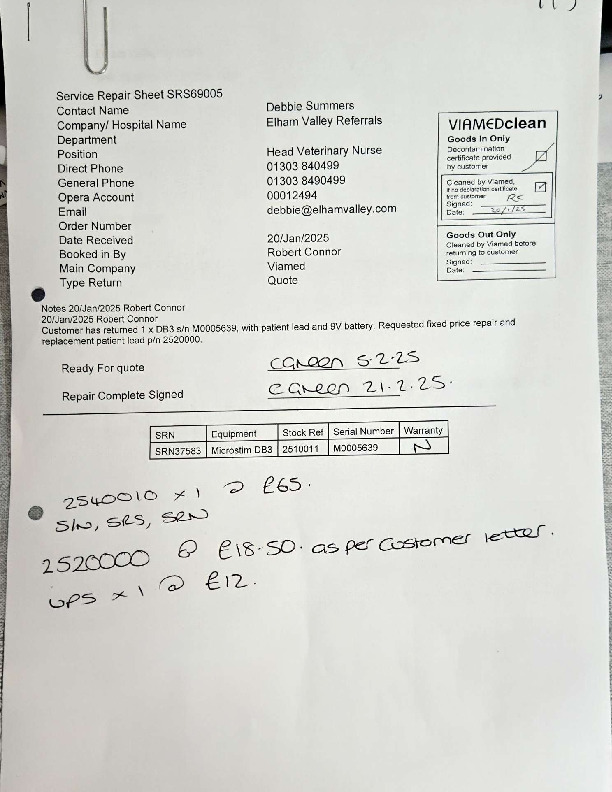 Service Repair Sheet SRS69005
Contact Name Debbie Summers
Company/ Hospital Name Elham Valley Referrals
Department
Position Head Veterinary Nurse
Direct Phone 01303 840499
General Phone 01303 8490499
Opera Account 00012494
Email debbie@elhamvalley.com
Order Number
Date Received 20/Jan/2025
Booked in By Robert Connor
Main Company Viamed
Type Return Quote
VIAMEDclean
Goods In Only
Decontamination
certificate provided
by customer
Cleaned by Viamed,
if no declaration certificate
from customer
Signed: RC
Date: 20/1/25
Goods Out Only
Cleaned by Viamed before
returning to customer
Signed:
Date:
Notes 20/Jan/2025 Robert Connor
20/Jan/2025 Robert Connor
Customer has returned 1 x DB3 s/n M0005639, with patient lead and 9V battery. Requested fixed price repair and
replacement patient lead p/n 2520000.
Ready For quote CGreen 5.2.25
Repair Complete Signed CGreen 21.2.25.
SRN Equipment Stock Ref Serial Number Warranty
SRN37583 Microstim DB3 2510011 M0005639 N
2540010 x 1 @ £65.
S/N, SRS, SRN
2520000 @ £18.50. as per customer letter.
UPS x 1 @ £12.